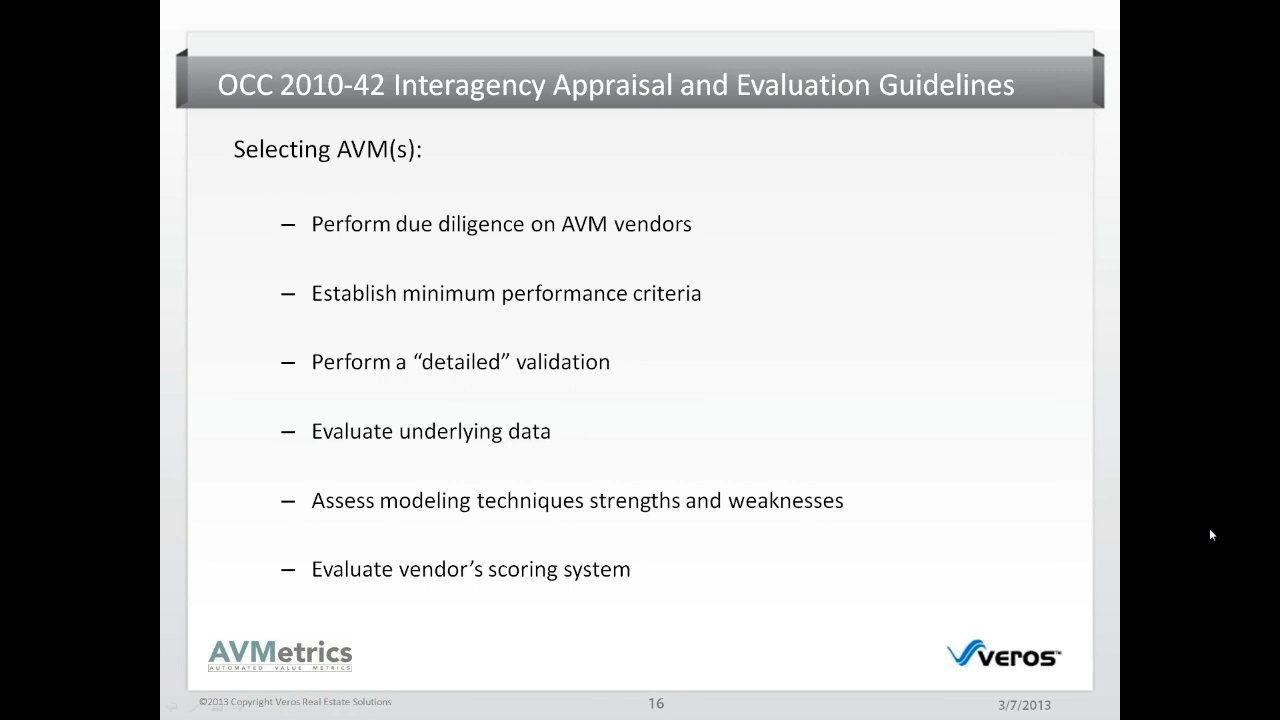 OCC 2010-42 Interagency Appraisal and Evaluation Guidelines
Selecting AVM(s):
– Perform due diligence on AVM vendors
– Establish minimum performance criteria
– Perform a “detailed” validation
– Evaluate underlying data
– Assess modeling techniques strengths and weaknesses
– Evaluate vendor’s scoring system
AVMetrics
AUTOMATED VALUE METRICS
VEROS™
©2013 Copyright Veros Real Estate Solutions
16
3/7/2013